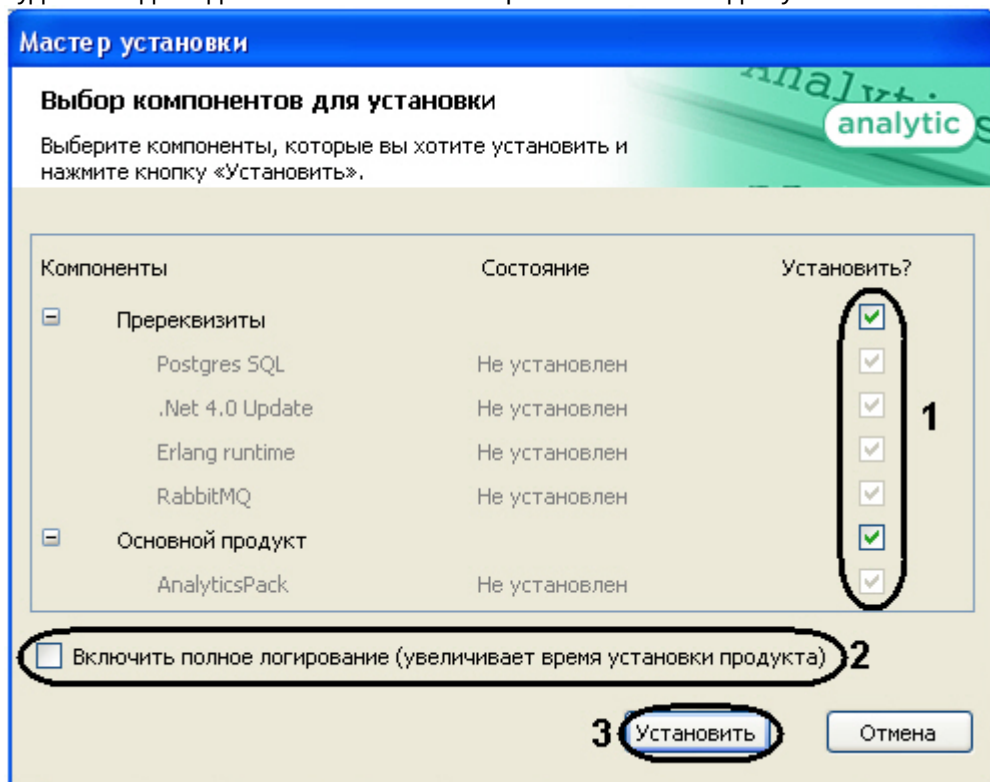 Мастер установки
Выбор компонентов для установки
Выберите компоненты, которые вы хотите установить и
нажмите кнопку «Установить».
analytic
Компоненты Состояние Установить?
Пререквизиты
Postgres SQL Не установлен
.Net 4.0 Update Не установлен
1
Erlang runtime Не установлен
RabbitMQ Не установлен
Основной продукт
AnalyticsPack Не установлен
Включить полное логирование (увеличивает время установки продукта) 2
3 Установить Отмена